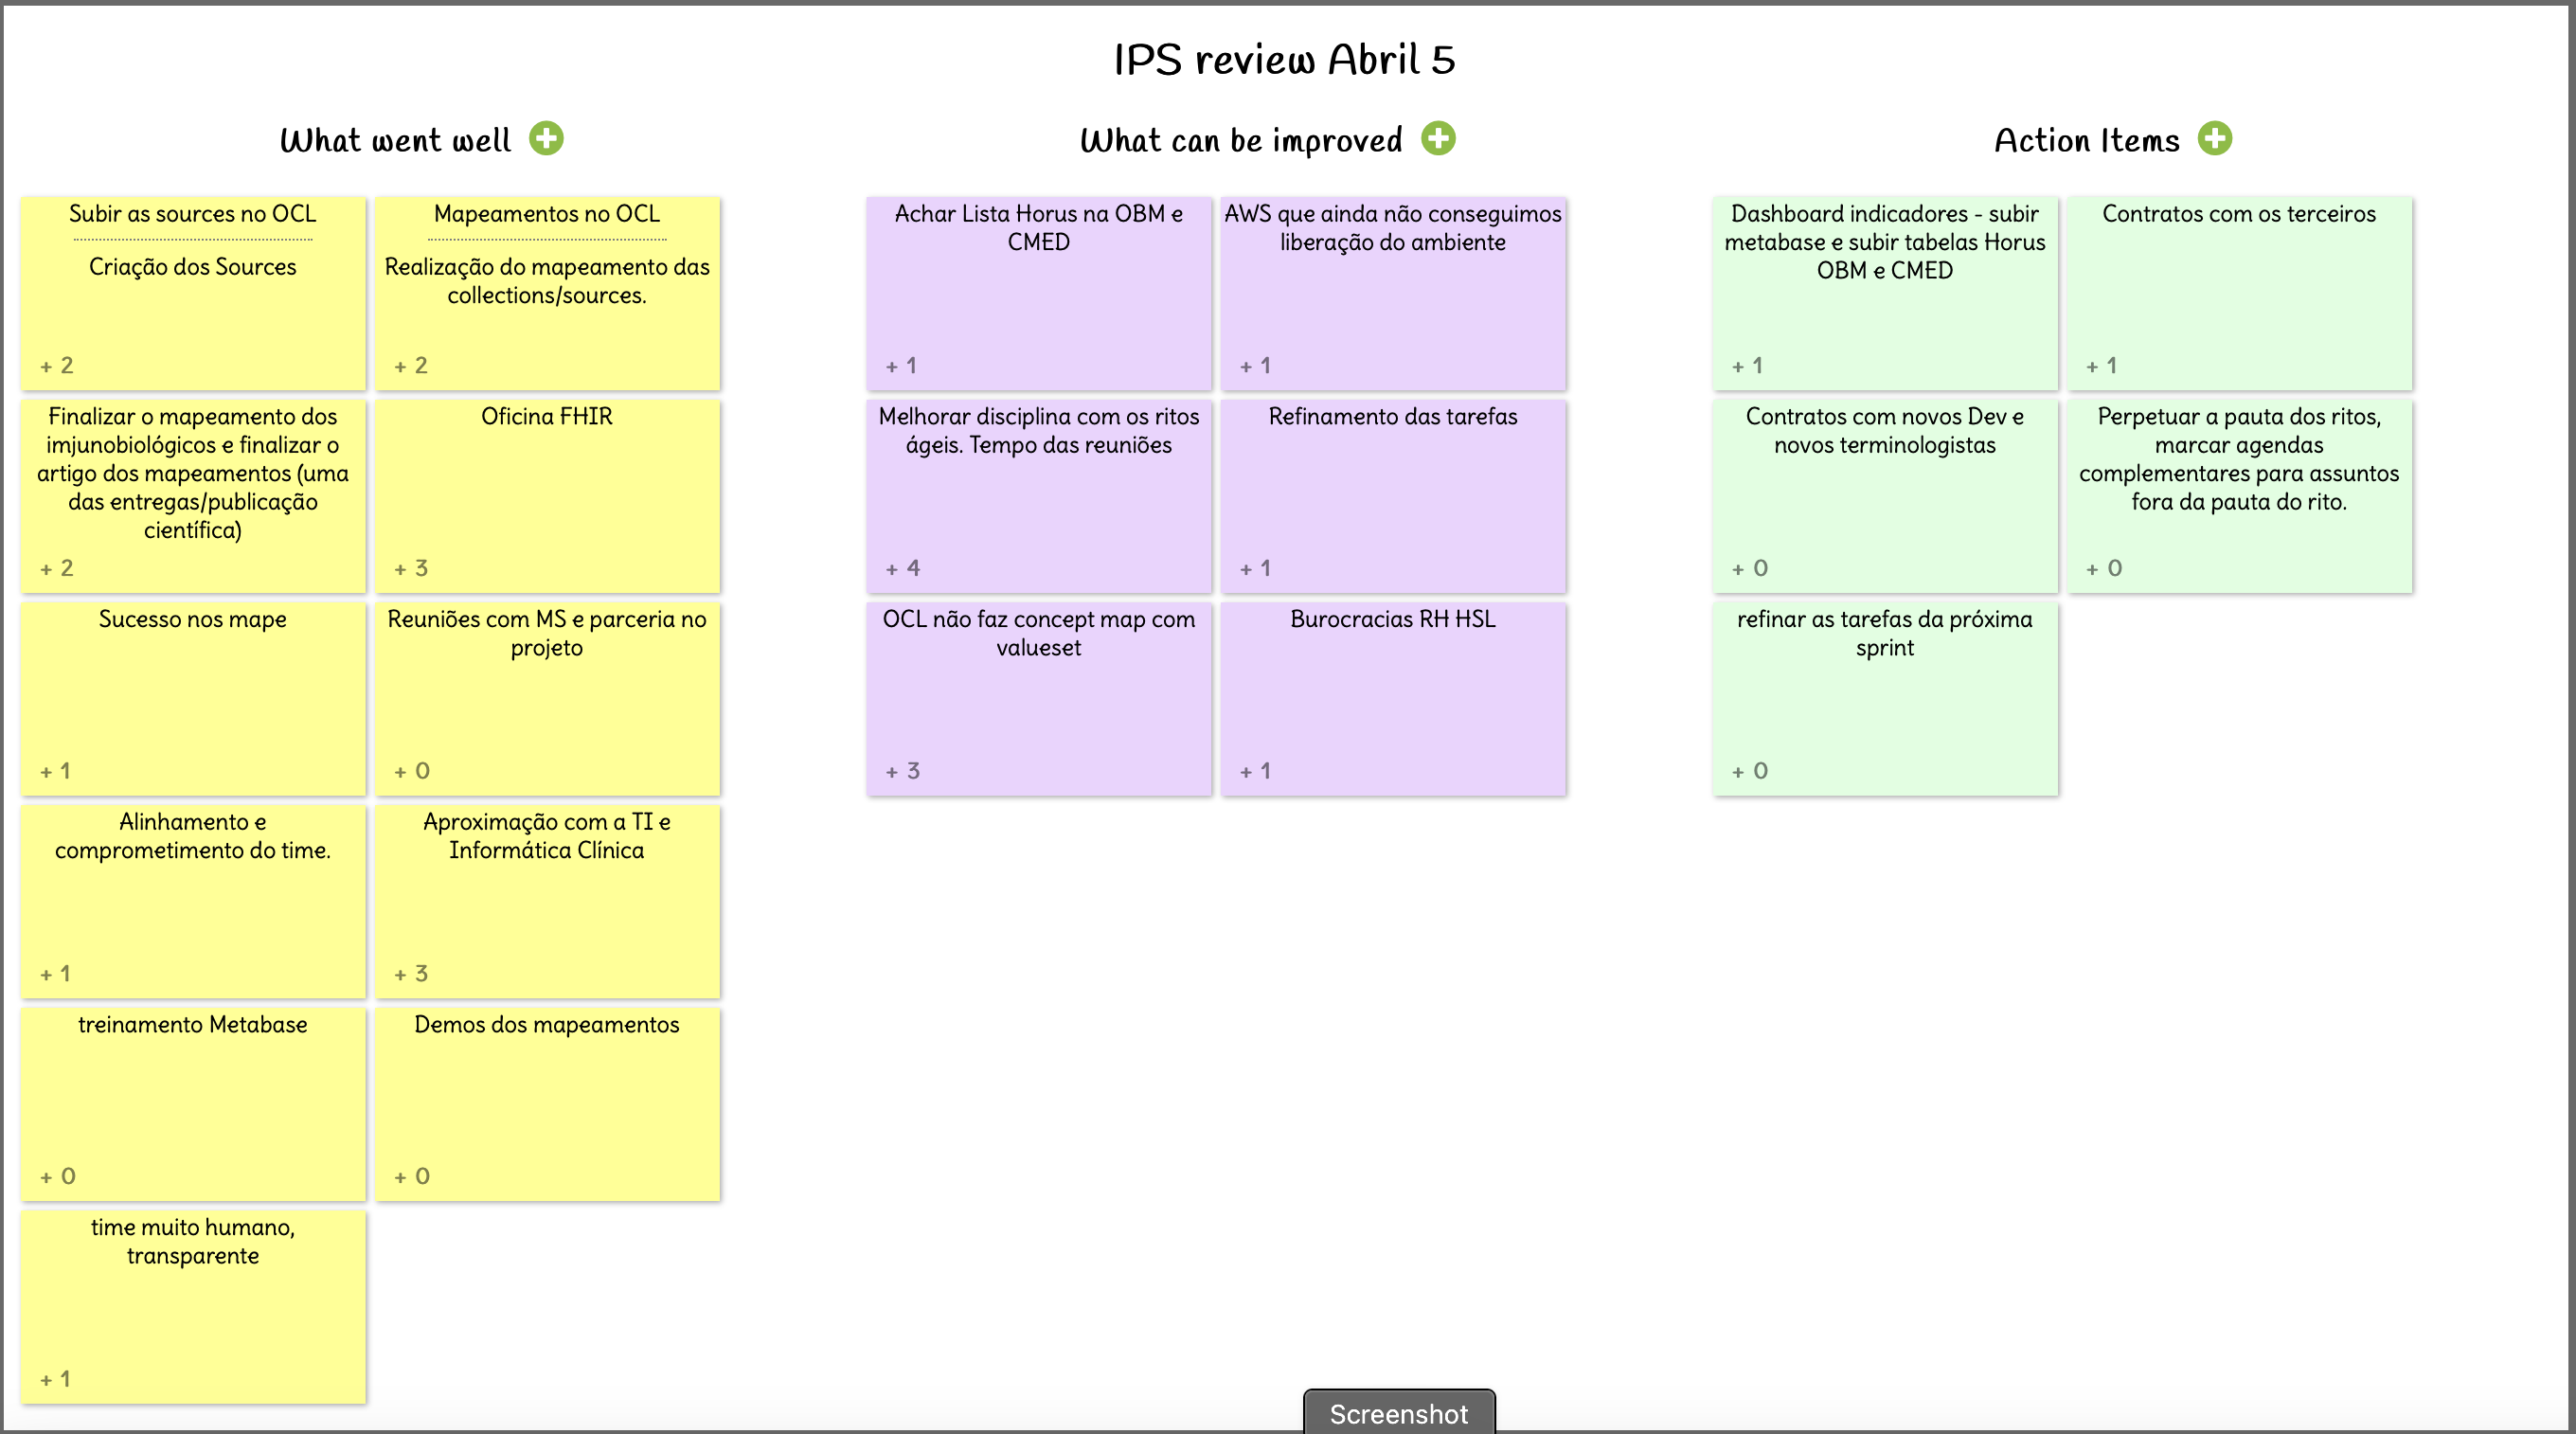 IPS review Abril 5
What went well
Subir as sources no OCL
Criação dos Sources
+ 2
Mapeamentos no OCL
Realização do mapeamento das
collections/sources.
+ 2
Finalizar o mapeamento dos
imjunobiológicos e finalizar o
artigo dos mapeamentos (uma
das entregas/publicação
científica)
+ 2
Oficina FHIR
+ 3
Sucesso nos mape
+ 1
Reuniões com MS e parceria no
projeto
+ 0
Alinhamento e
comprometimento do time.
+ 1
Aproximação com a TI e
Informática Clínica
+ 3
treinamento Metabase
+ 0
Demos dos mapeamentos
+ 0
time muito humano,
transparente
+ 1
What can be improved
Achar Lista Horus na OBM e
CMED
+ 1
AWS que ainda não conseguimos
liberação do ambiente
+ 1
Melhorar disciplina com os ritos
ágeis. Tempo das reuniões
+ 4
Refinamento das tarefas
+ 1
OCL não faz concept map com
valueset
+ 3
Burocracias RH HSL
+ 1
Action Items
Dashboard indicadores - subir
metabase e subir tabelas Horus
OBM e CMED
+ 1
Contratos com os terceiros
+ 1
Contratos com novos Dev e
novos terminologistas
+ 0
Perpetuar a pauta dos ritos,
marcar agendas
complementares para assuntos
fora da pauta do rito.
+ 0
refinar as tarefas da próxima
sprint
+ 0
Screenshot